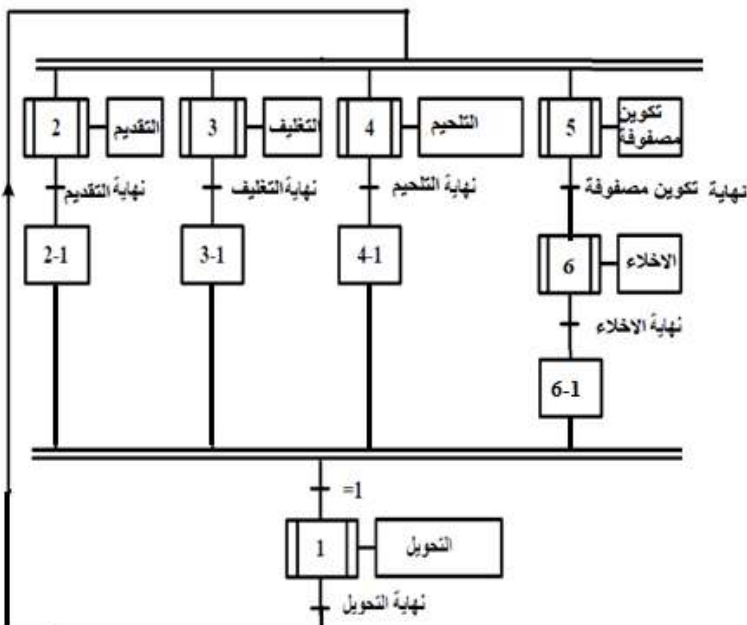 2 التقديم
3 التغليف
4 التلحيم
5 تكوين
مصفوفة
نهاية التقديم
نهاية التغليف
نهاية التلحيم
نهاية تكوين مصفوفة
2-1
3-1
4-1
6 الاخلاء
نهاية الاخلاء
6-1
=1
1 التحويل
نهاية التحويل